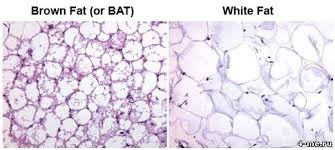 Brown Fat (or BAT)
White Fat
4-me.ru